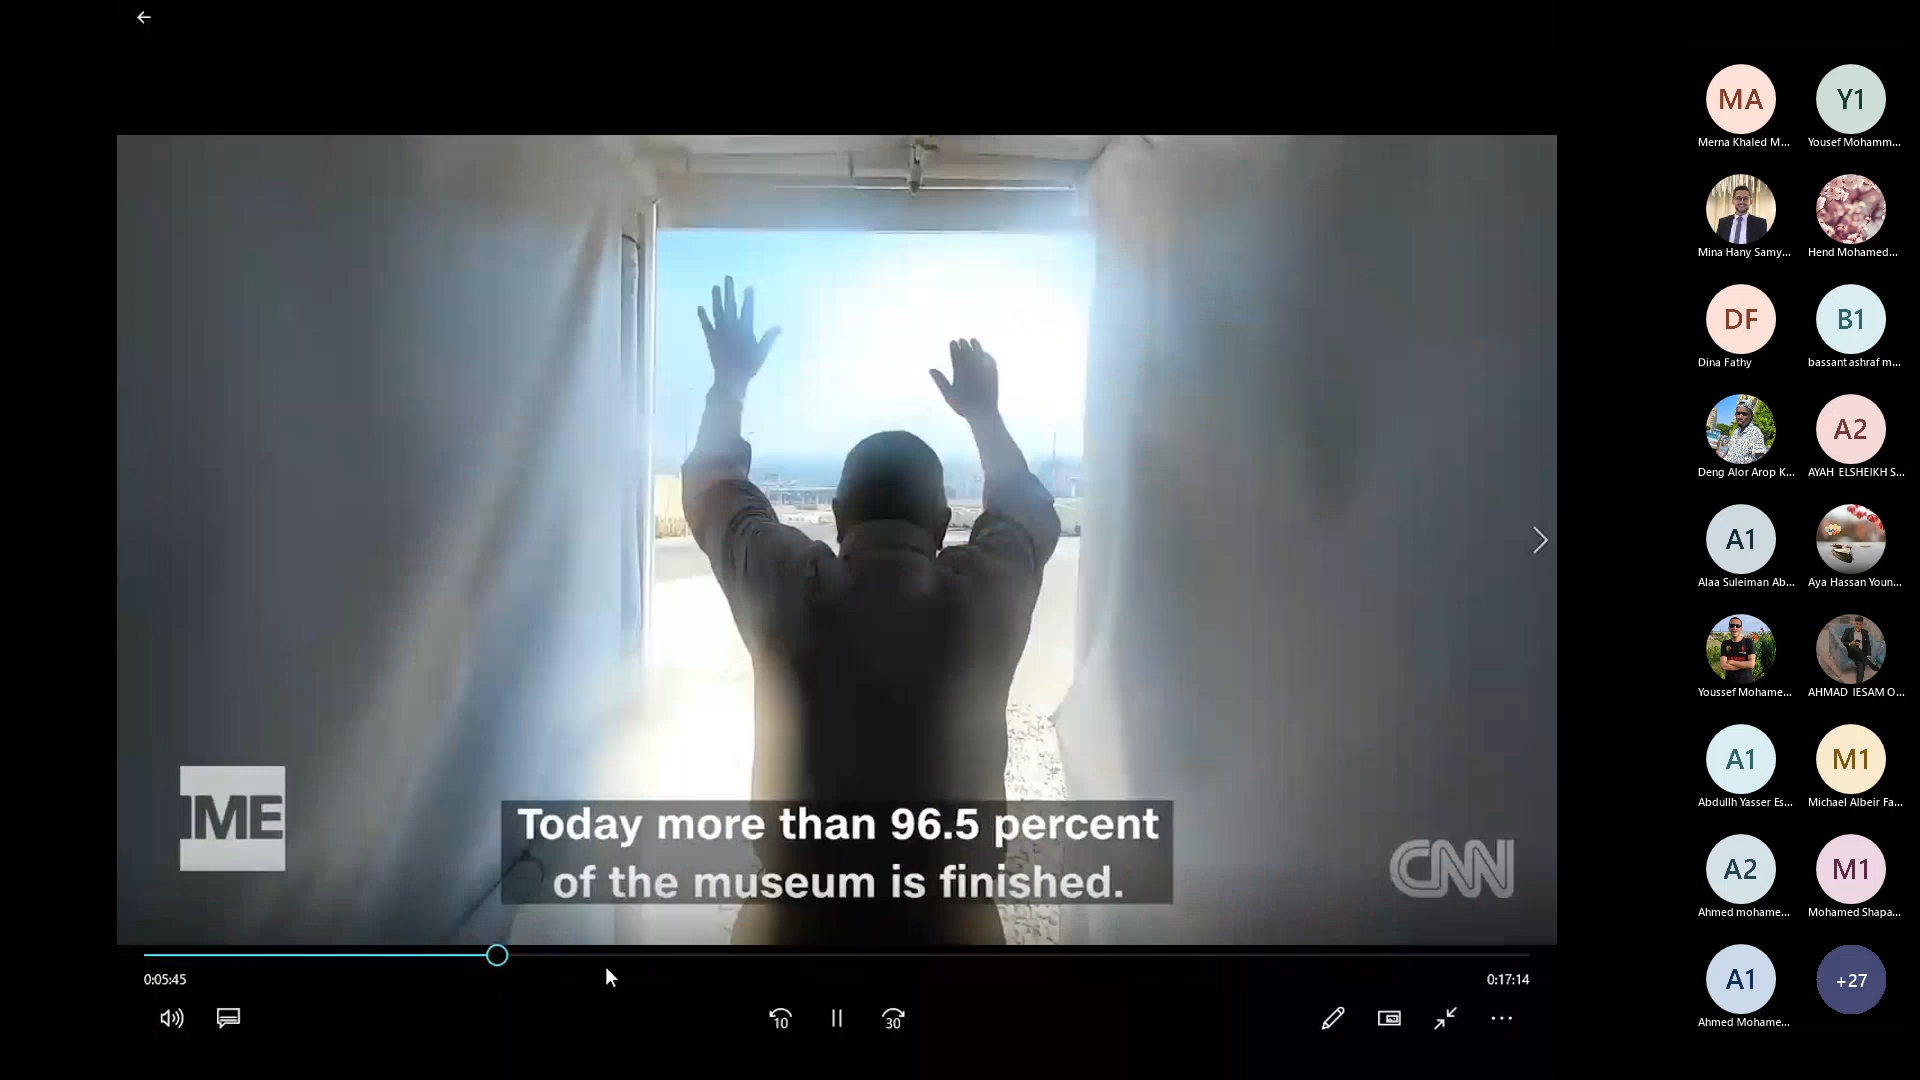 IME
Today more than 96.5 percent
of the museum is finished.
CNN
0:05:45
0:17:14
10
30
MA
Y1
Merna Khaled M...
Yousef Mohamm...
Mina Hany Samy...
Hend Mohamed...
DF
B1
Dina Fathy
bassant ashraf m...
A2
Deng Alor Arop K...
AYAH ELSHEIKH S...
A1
Alaa Suleiman Ab...
Aya Hassan Youn...
Youssef Mohame...
AHMAD IESAM O...
A1
M1
Abdullh Yasser Es...
Michael Albeir Fa...
A2
M1
Ahmed mohame...
Mohamed Shapa...
A1
+27
Ahmed Mohame...